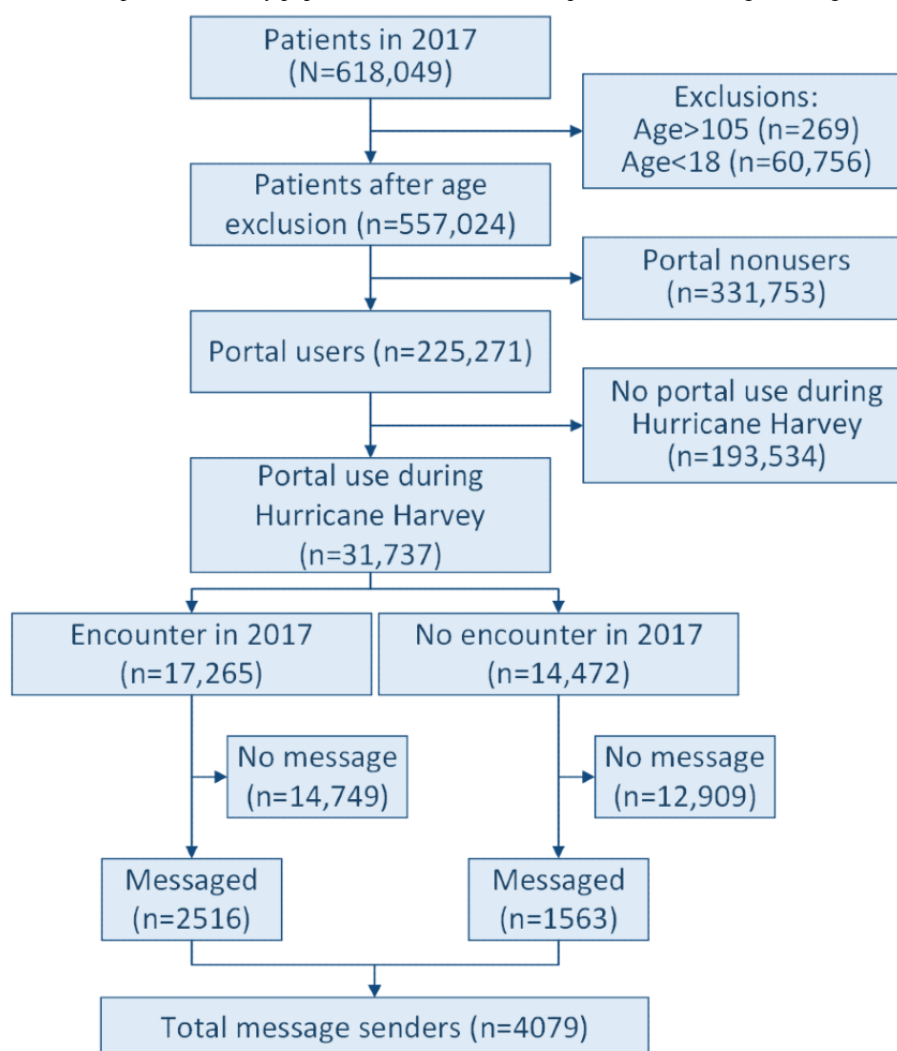 Patients in 2017
(N=618,049)
Exclusions:
Age>105 (n=269)
Age<18 (n=60,756)
Patients after age
exclusion (n=557,024)
Portal nonusers
(n=331,753)
Portal users (n=225,271)
No portal use during
Hurricane Harvey
(n=193,534)
Portal use during
Hurricane Harvey
(n=31,737)
Encounter in 2017
(n=17,265)
No encounter in 2017
(n=14,472)
No message
(n=14,749)
No message
(n=12,909)
Messaged
(n=2516)
Messaged
(n=1563)
Total message senders (n=4079)